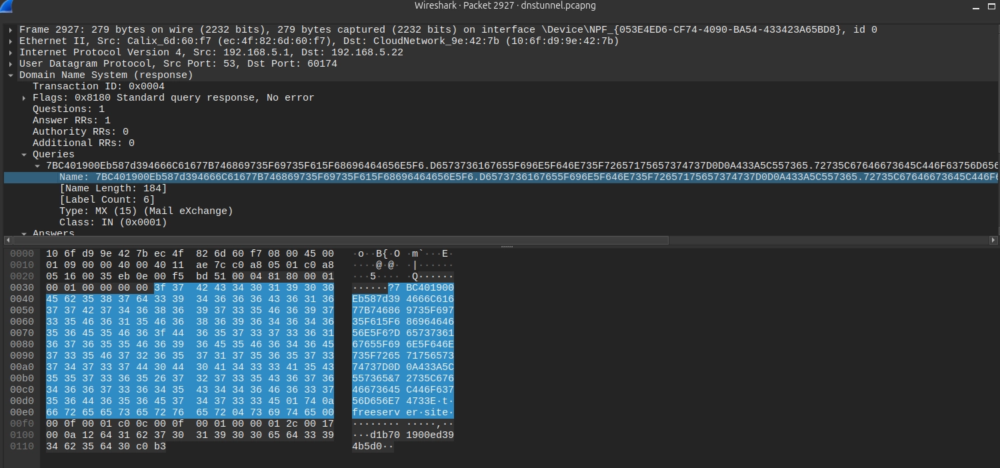 Wireshark · Packet 2927 · dnstunnel.pcapng
Frame 2927: 279 bytes on wire (2232 bits), 279 bytes captured (2232 bits) on interface \Device\NPF_{053E4ED6-CF74-4090-BA54-433423A65BD8}, id 0
Ethernet II, Src: Calix_6d:60:f7 (ec:4f:82:6d:60:f7), Dst: CloudNetwork_9e:42:7b (10:6f:d9:9e:42:7b)
Internet Protocol Version 4, Src: 192.168.5.1, Dst: 192.168.5.22
User Datagram Protocol, Src Port: 53, Dst Port: 60174
Domain Name System (response)
Transaction ID: 0x0004
Flags: 0x8180 Standard query response, No error
Questions: 1
Answer RRs: 1
Authority RRs: 0
Additional RRs: 0
Queries
7BC401900Eb587d394666C61677B746869735F69735F615F68696464656E5F6.D6573736167655F696E5F646E735F72657175657374737D0D0A433A5C557365.72735C67646673645C446F63756D656
Name: 7BC401900Eb587d394666C61677B746869735F69735F615F68696464656E5F6.D6573736167655F696E5F646E735F72657175657374737D0D0A433A5C557365.72735C67646673645C446F6
[Name Length: 184]
[Label Count: 6]
Type: MX (15) (Mail eXchange)
Class: IN (0x0001)
Answers
0000 10 6f d9 9e 42 7b ec 4f 82 6d 60 f7 08 00 45 00 ·o··B{·O ·m`···E·
0010 01 09 00 00 40 00 40 11 ae 7c c0 a8 05 01 c0 a8 ····@·@· ·|······
0020 05 16 00 35 eb 0e 00 f5 bd 51 00 04 81 80 00 01 ···5···· ·Q······
0030 00 01 00 00 00 00 3f 37 42 43 34 30 31 39 30 30 ······?7 BC401900
0040 45 62 35 38 37 64 33 39 34 36 36 36 43 36 31 36 Eb587d39 4666C616
0050 37 37 42 37 34 36 38 36 39 37 33 35 46 36 39 37 77B74686 9735F697
0060 33 35 46 36 31 35 46 36 38 36 39 36 34 36 34 36 35F615F6 86964646
0070 35 36 45 35 46 36 3f 44 36 35 37 33 37 33 36 31 56E5F6?D 65737361
0080 36 37 36 35 35 46 36 39 36 45 35 46 36 34 36 45 67655F69 6E5F646E
0090 37 33 35 46 37 32 36 35 37 31 37 35 36 35 37 33 735F7265 71756573
00a0 37 34 37 33 37 44 30 44 30 41 34 33 33 41 35 43 74737D0D 0A433A5C
00b0 35 35 37 33 36 35 26 37 32 37 33 35 43 36 37 36 557365&7 2735C676
00c0 34 36 36 37 33 36 34 35 43 34 34 36 46 36 33 37 46673645 C446F637
00d0 35 36 44 36 35 36 45 37 34 37 33 33 45 01 74 0a 56D656E7 4733E·t·
00e0 66 72 65 65 73 65 72 76 65 72 04 73 69 74 65 00 freeserv er·site·
00f0 00 0f 00 01 c0 0c 00 0f 00 01 00 00 01 2c 00 17 ········ ·····,··
0100 00 0a 12 64 31 62 37 30 31 39 30 30 65 64 33 39 ···d1b70 1900ed39
0110 34 62 35 64 30 c0 b3 4b5d0··